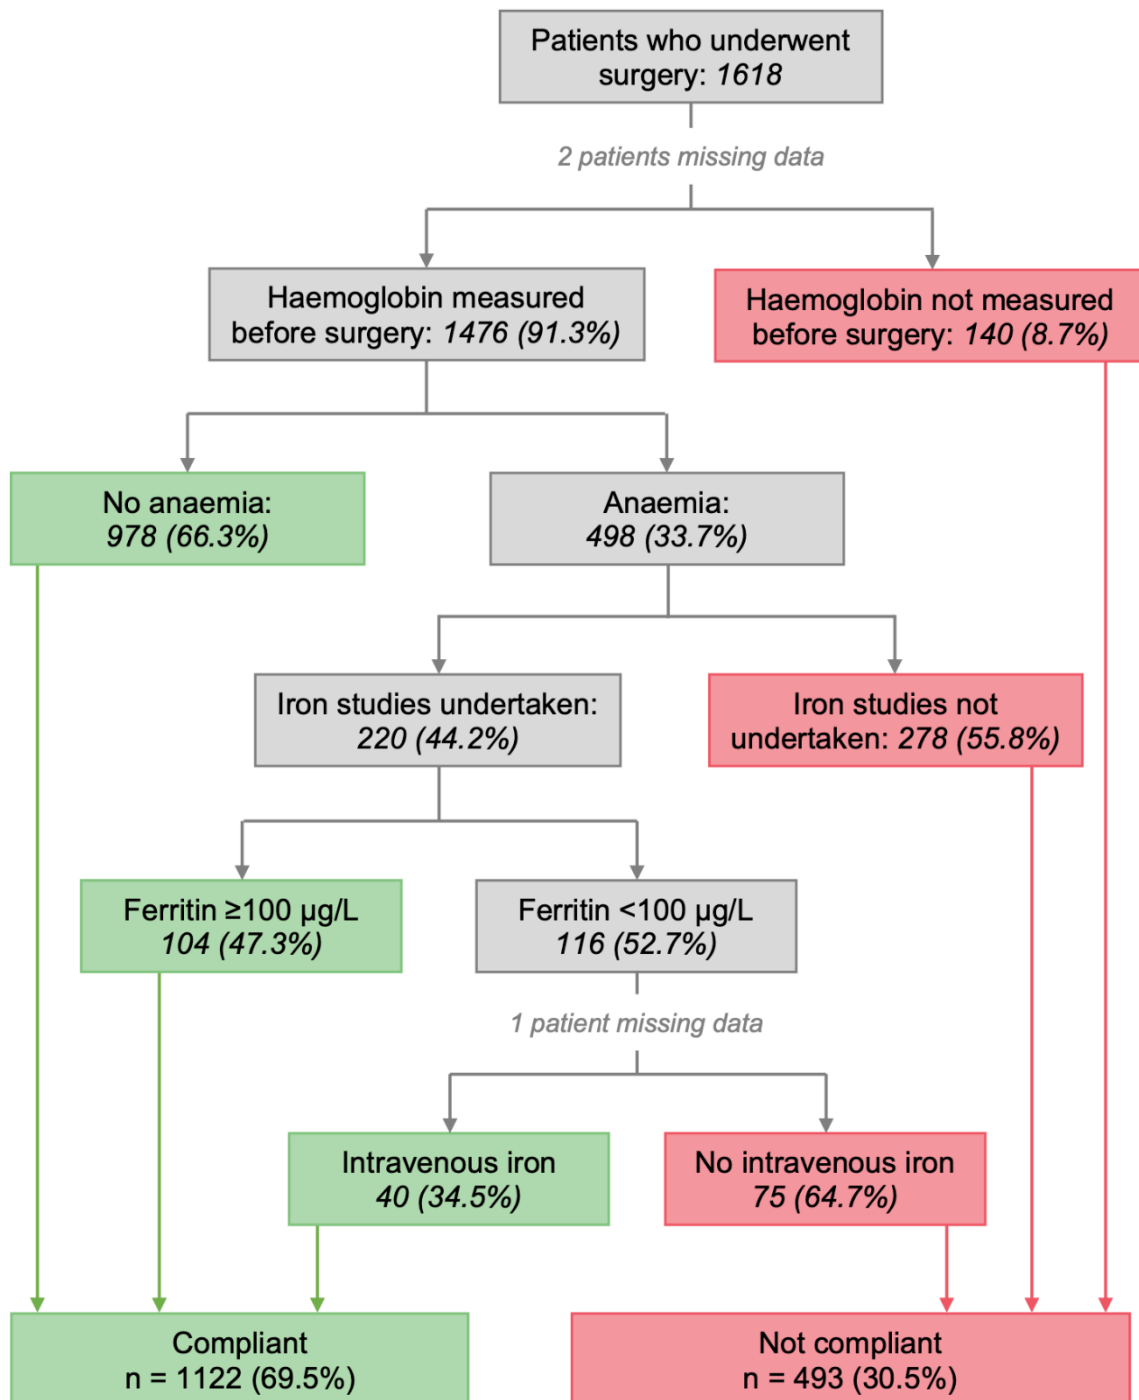 Patients who underwent
surgery: 1618
2 patients missing data
Haemoglobin measured
before surgery: 1476 (91.3%)
Haemoglobin not measured
before surgery: 140 (8.7%)
No anaemia:
978 (66.3%)
Anaemia:
498 (33.7%)
Iron studies undertaken:
220 (44.2%)
Iron studies not
undertaken: 278 (55.8%)
Ferritin ≥100 µg/L
104 (47.3%)
Ferritin <100 µg/L
116 (52.7%)
1 patient missing data
Intravenous iron
40 (34.5%)
No intravenous iron
75 (64.7%)
Compliant
n = 1122 (69.5%)
Not compliant
n = 493 (30.5%)